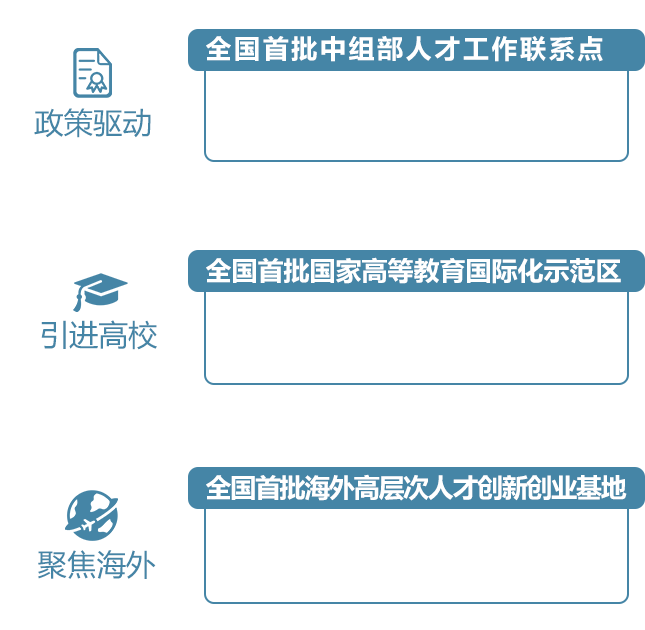 全国首批中组部人才工作联系点
政策驱动
全国首批国家高等教育国际化示范区
引进高校
全国首批海外高层次人才创新创业基地
聚焦海外